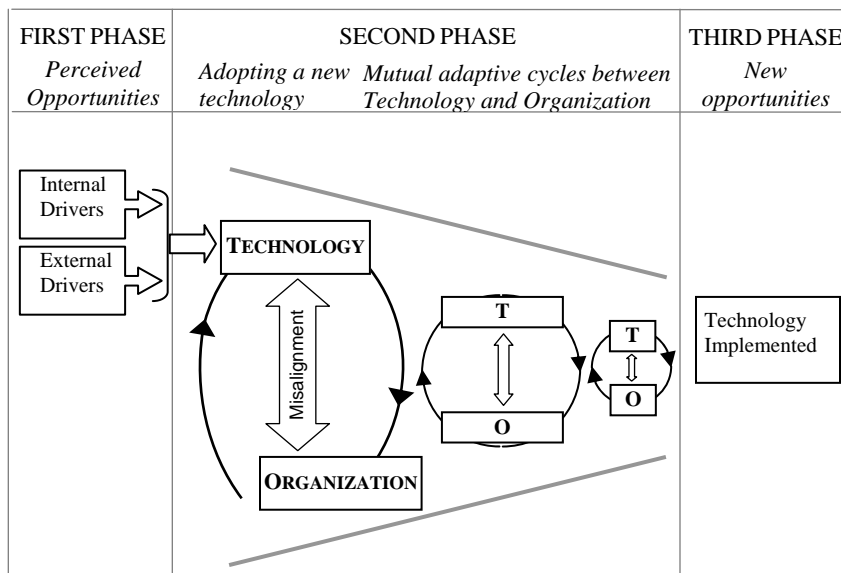 FIRST PHASE
Perceived
Opportunities
SECOND PHASE
Adopting a new
technology
Mutual adaptive cycles between
Technology and Organization
THIRD PHASE
New
opportunities
Internal
Drivers
External
Drivers
TECHNOLOGY
Misalignment
ORGANIZATION
T
O
T
O
Technology
Implemented